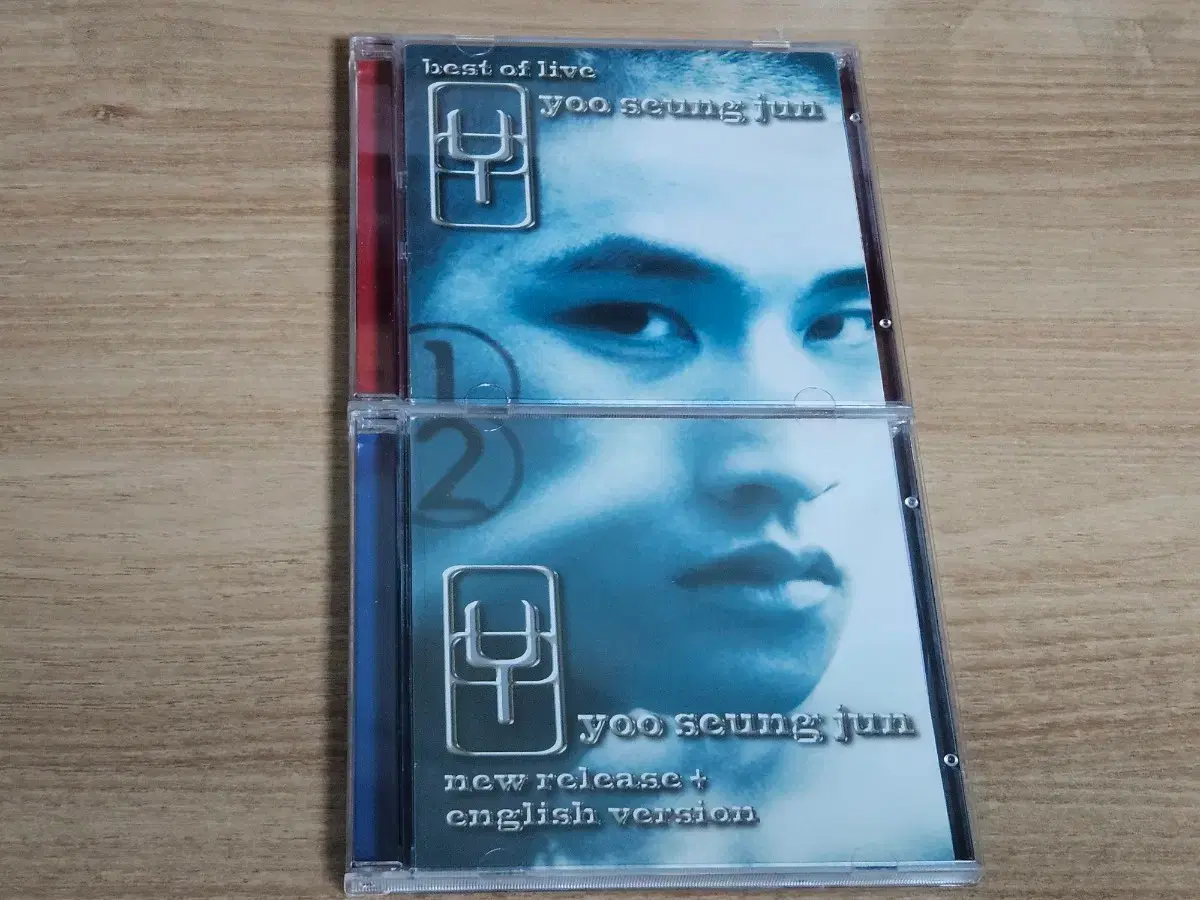 best of live
yoo seung jun
Y
1
2
Y
yoo seung jun
new release +
english version